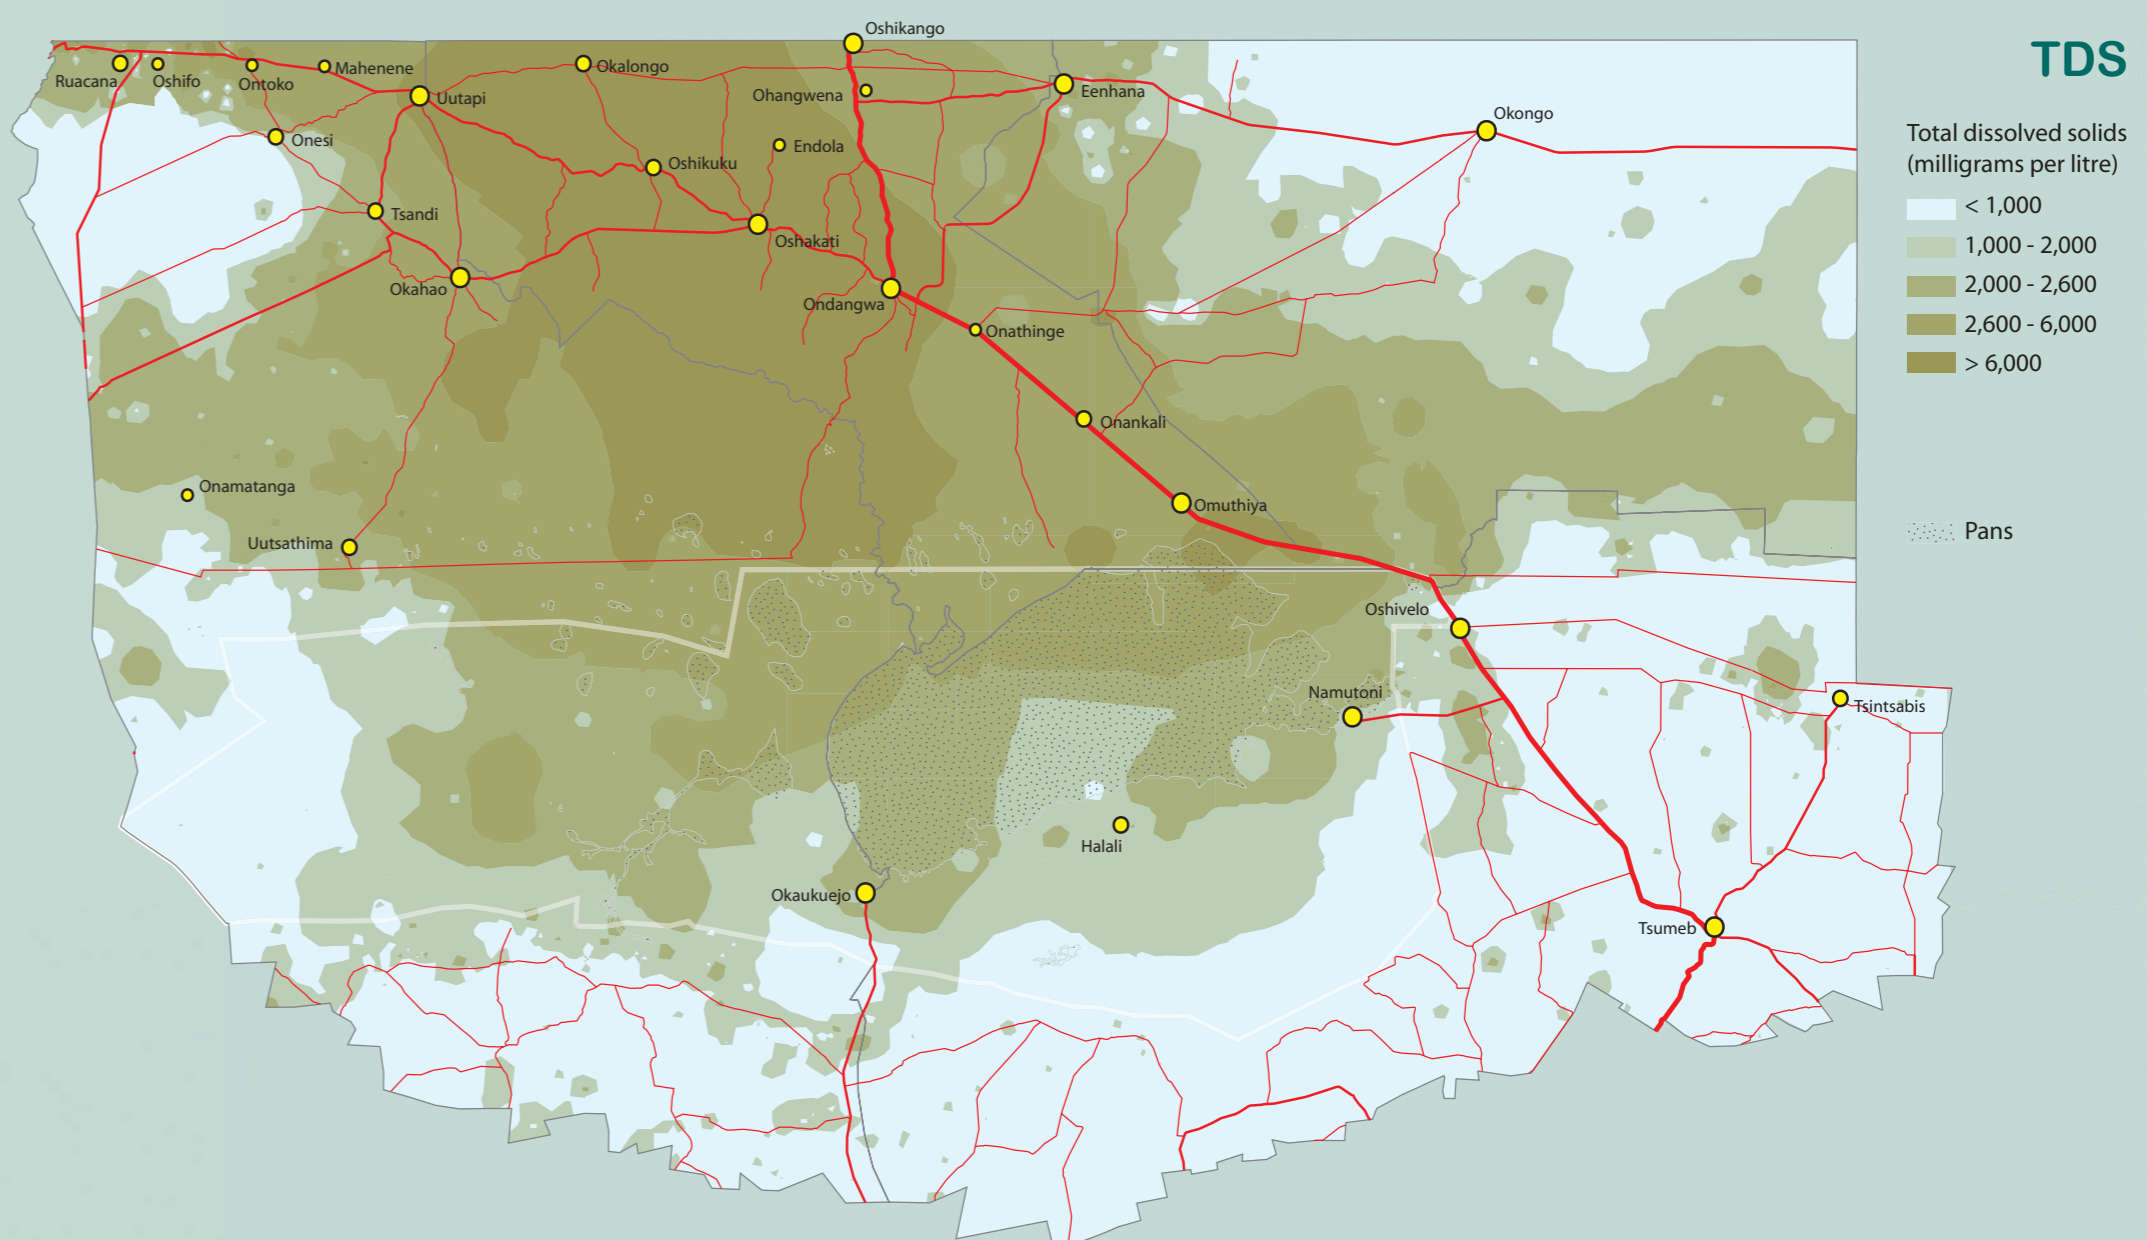 TDS
Total dissolved solids
(milligrams per litre)
< 1,000
1,000 - 2,000
2,000 - 2,600
2,600 - 6,000
> 6,000
Pans
Oshikango
Ruacana
Oshifo
Ontoko
Mahenene
Okalongo
Uutapi
Ohangwena
Eenhana
Okongo
Onesi
Endola
Oshikuku
Tsandi
Oshakati
Okahao
Ondangwa
Onathinge
Onankali
Onamatanga
Omuthiya
Uutsathima
Oshivelo
Namutoni
Tsintsabis
Halali
Okaukuejo
Tsumeb